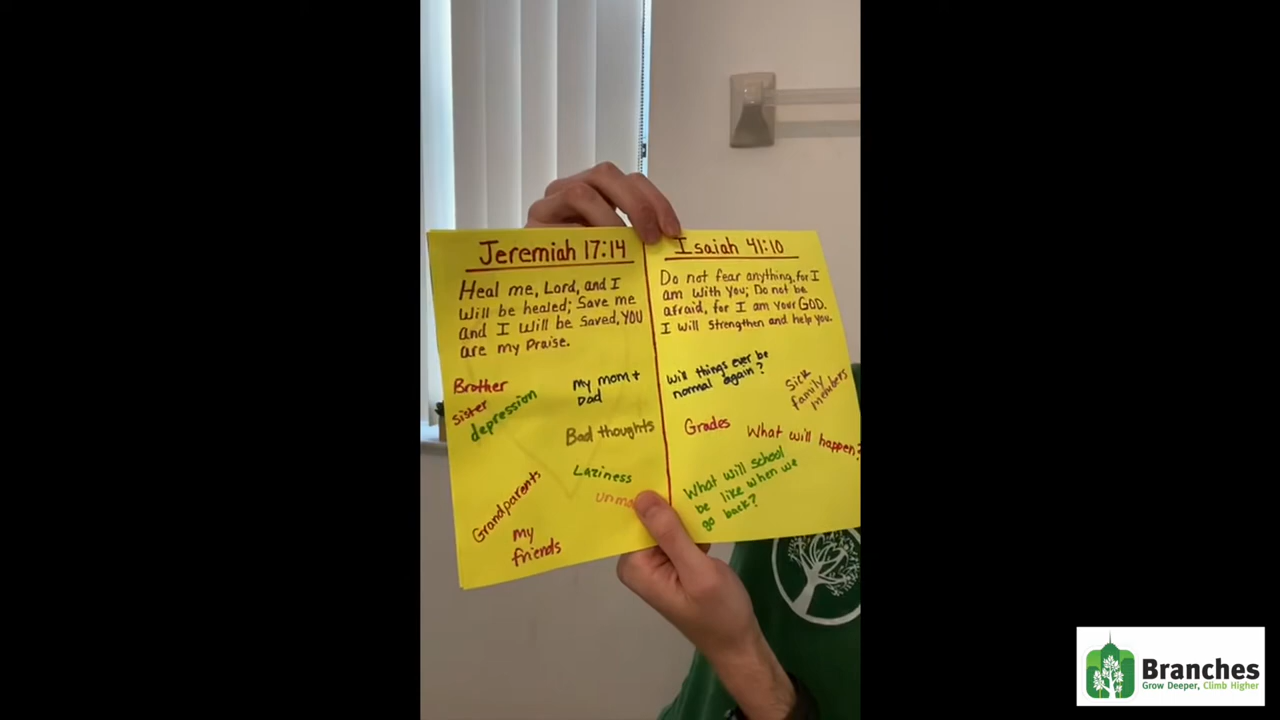 Jeremiah 17:14
Heal me, Lord, and I
Will be healed; Save me
and I Will be Saved, YOU
are my Praise.
Brother
Sister
depression
My mom +
Dad
Bad thoughts
Laziness
Grandparents
My
friends
Isaiah 41:10
Do not fear anything, for I
am With You; Do not be
afraid, for I am your GOD.
I will Strengthen and help You.
Will things ever be
normal again?
Sick
family
members
Grades
What will happen?
What will School
be like when we
go back?
Branches
Grow Deeper, Climb Higher